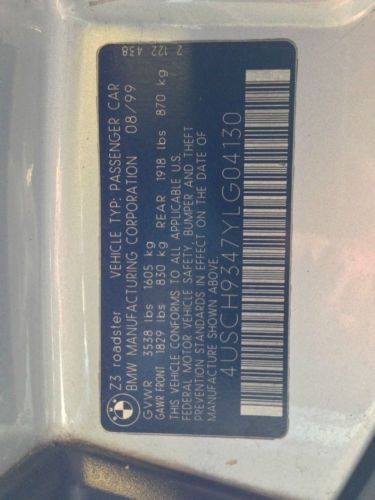 Z3 roadster VEHICLE TYP: PASSENGER CAR
BMW MANUFACTURING CORPORATION 08/99
GVWR 3538 lbs 1605 kg
GAWR FRONT 1829 lbs 830 kg REAR 1918 lbs 870 kg
THIS VEHICLE CONFORMS TO ALL APPLICABLE U.S.
FEDERAL MOTOR VEHICLE SAFETY, BUMPER AND THEFT
PREVENTION STANDARDS IN EFFECT ON THE DATE OF
MANUFACTURE SHOWN ABOVE.
4USCH9347YLG04130
2 122 438
BMW